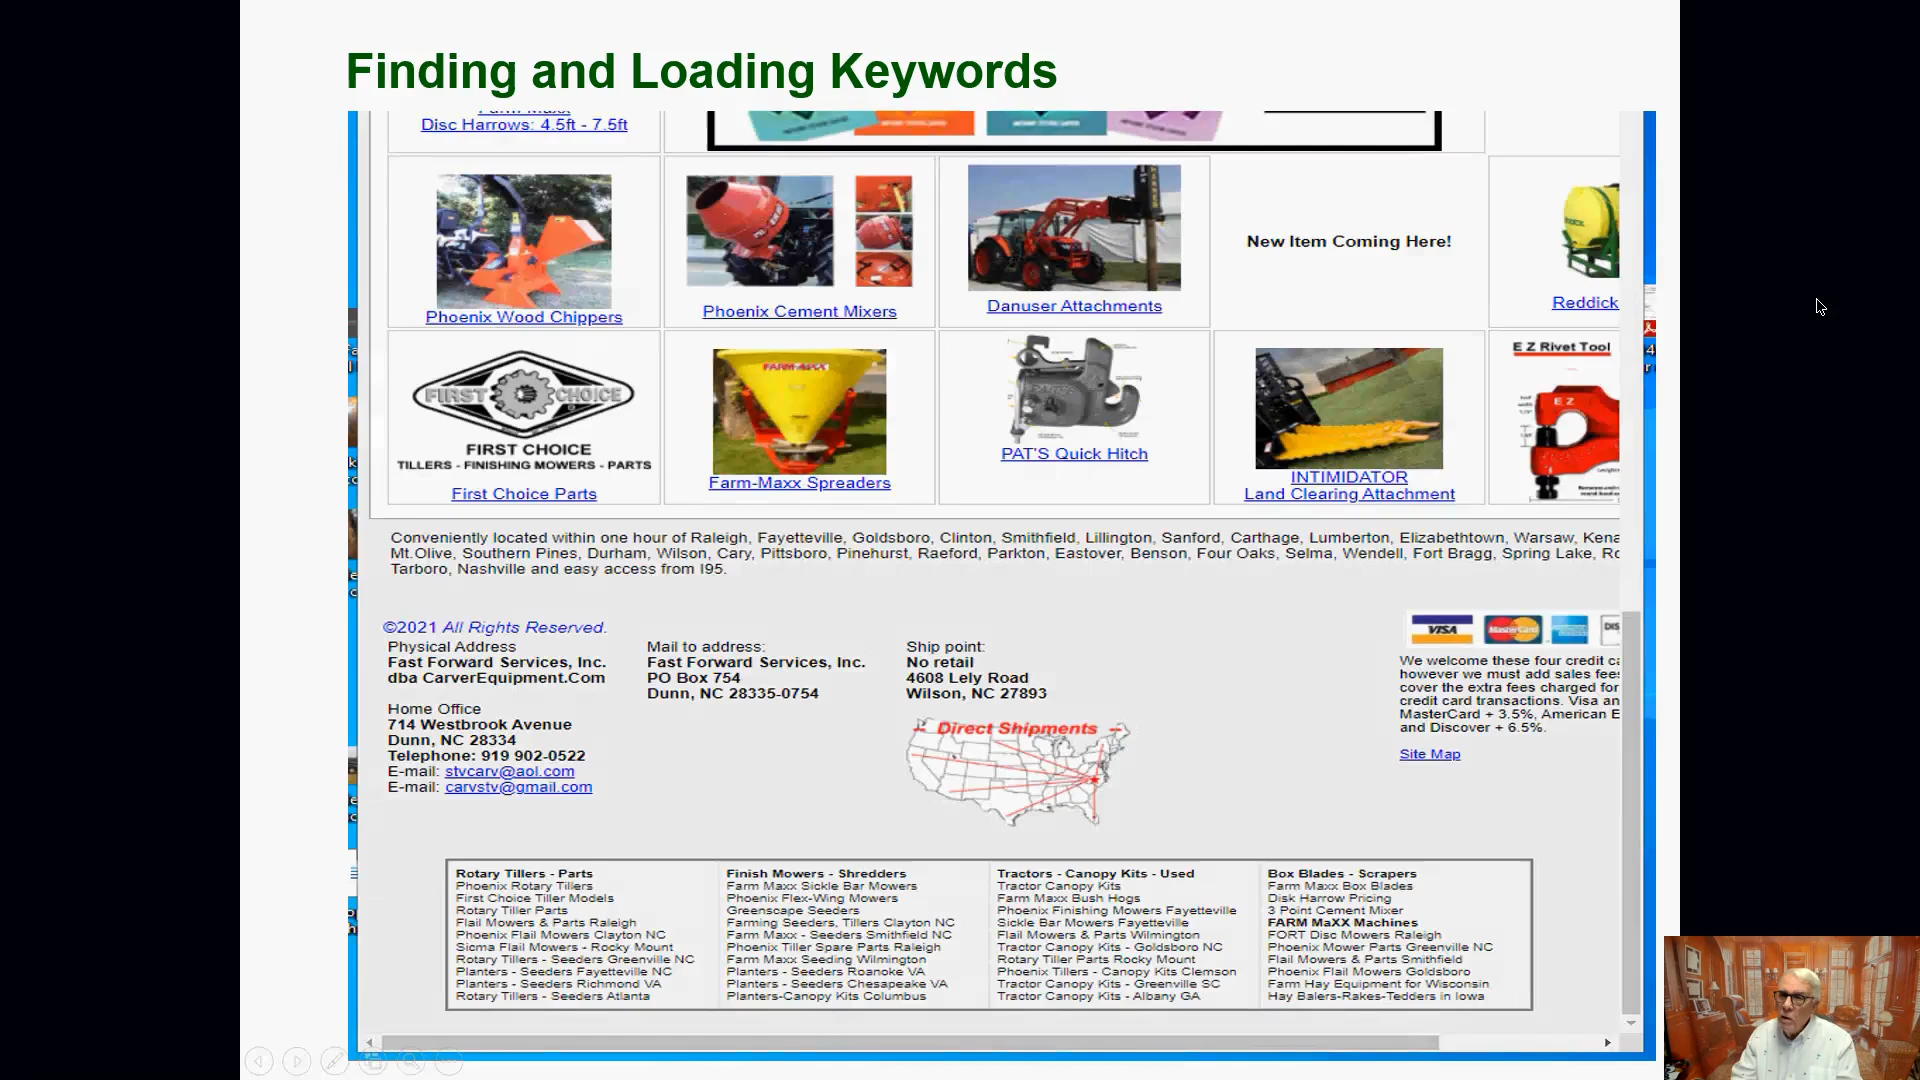 Finding and Loading Keywords
Disc Harrows: 4.5ft - 7.5ft
New Item Coming Here!
Phoenix Wood Chippers
Phoenix Cement Mixers
Danuser Attachments
Reddick
FIRST CHOICE
FIRST CHOICE
TILLERS - FINISHING MOWERS - PARTS
First Choice Parts
FARM-MAXX
Farm-Maxx Spreaders
PAT'S Quick Hitch
INTIMIDATOR
Land Clearing Attachment
E Z Rivet Tool
E Z
Conveniently located within one hour of Raleigh, Fayetteville, Goldsboro, Clinton, Smithfield, Lillington, Sanford, Carthage, Lumberton, Elizabethtown, Warsaw, Kena
Mt.Olive, Southern Pines, Durham, Wilson, Cary, Pittsboro, Pinehurst, Raeford, Parkton, Eastover, Benson, Four Oaks, Selma, Wendell, Fort Bragg, Spring Lake, Ro
Tarboro, Nashville and easy access from I95.
©2021 All Rights Reserved.
Physical Address
Fast Forward Services, Inc.
dba CarverEquipment.Com
Home Office
714 Westbrook Avenue
Dunn, NC 28334
Telephone: 919 902-0522
E-mail: stvcarv@aol.com
E-mail: carvstv@gmail.com
Mail to address:
Fast Forward Services, Inc.
PO Box 754
Dunn, NC 28335-0754
Ship point:
No retail
4608 Lely Road
Wilson, NC 27893
Direct Shipments
VISA
MasterCard
DIS
We welcome these four credit ca
however we must add sales fees
cover the extra fees charged for
credit card transactions. Visa an
MasterCard + 3.5%, American E
and Discover + 6.5%.
Site Map
Rotary Tillers - Parts
Phoenix Rotary Tillers
First Choice Tiller Models
Rotary Tiller Parts
Flail Mowers & Parts Raleigh
Phoenix Flail Mowers Clayton NC
Sicma Flail Mowers - Rocky Mount
Rotary Tillers - Seeders Greenville NC
Planters - Seeders Fayetteville NC
Planters - Seeders Richmond VA
Rotary Tillers - Seeders Atlanta
Finish Mowers - Shredders
Farm Maxx Sickle Bar Mowers
Phoenix Flex-Wing Mowers
Greenscape Seeders
Farming Seeders, Tillers Clayton NC
Farm Maxx - Seeders Smithfield NC
Phoenix Tiller Spare Parts Raleigh
Farm Maxx Seeding Wilmington
Planters - Seeders Roanoke VA
Planters - Seeders Chesapeake VA
Planters-Canopy Kits Columbus
Tractors - Canopy Kits - Used
Tractor Canopy Kits
Farm Maxx Bush Hogs
Phoenix Finishing Mowers Fayetteville
Sickle Bar Mowers Fayetteville
Flail Mowers & Parts Wilmington
Tractor Canopy Kits - Goldsboro NC
Rotary Tiller Parts Rocky Mount
Phoenix Tillers - Canopy Kits Clemson
Tractor Canopy Kits - Greenville SC
Tractor Canopy Kits - Albany GA
Box Blades - Scrapers
Farm Maxx Box Blades
Disk Harrow Pricing
3 Point Cement Mixer
FARM MaXX Machines
FORT Disc Mowers Raleigh
Phoenix Mower Parts Greenville NC
Flail Mowers & Parts Smithfield
Phoenix Flail Mowers Goldsboro
Farm Hay Equipment for Wisconsin
Hay Balers-Rakes-Tedders in Iowa